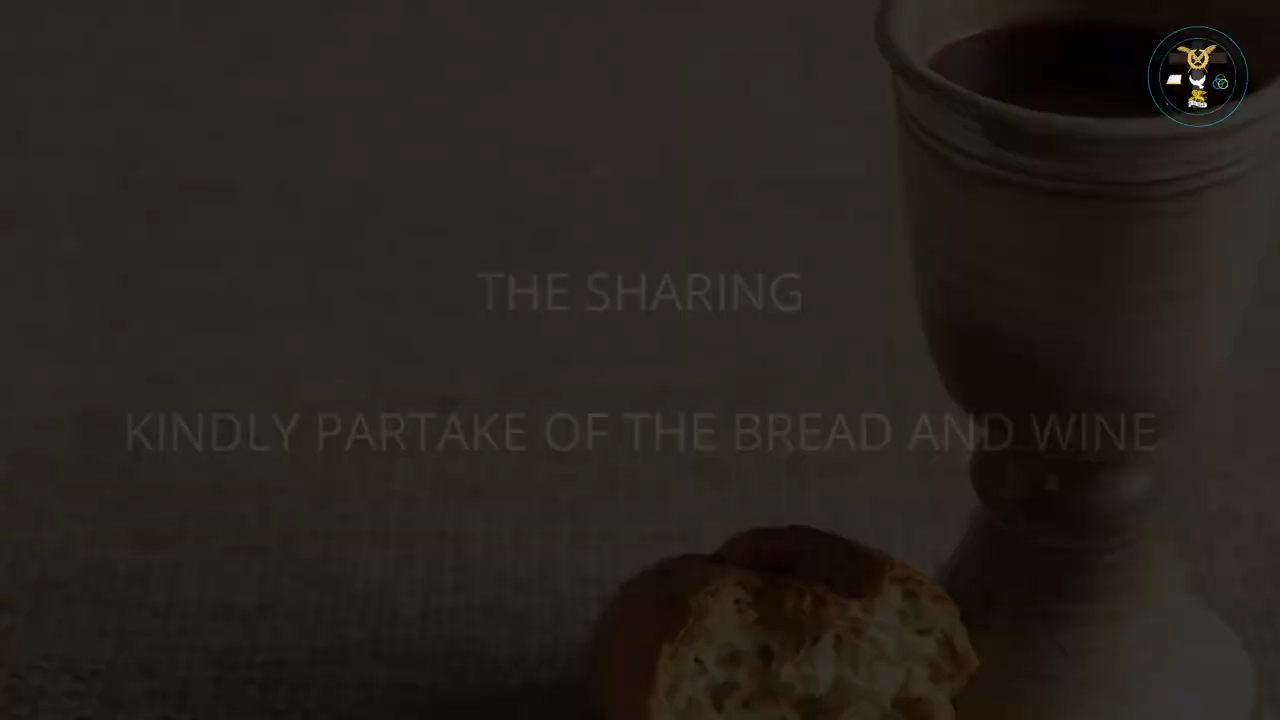 THE SHARING
KINDLY PARTAKE OF THE BREAD AND WINE